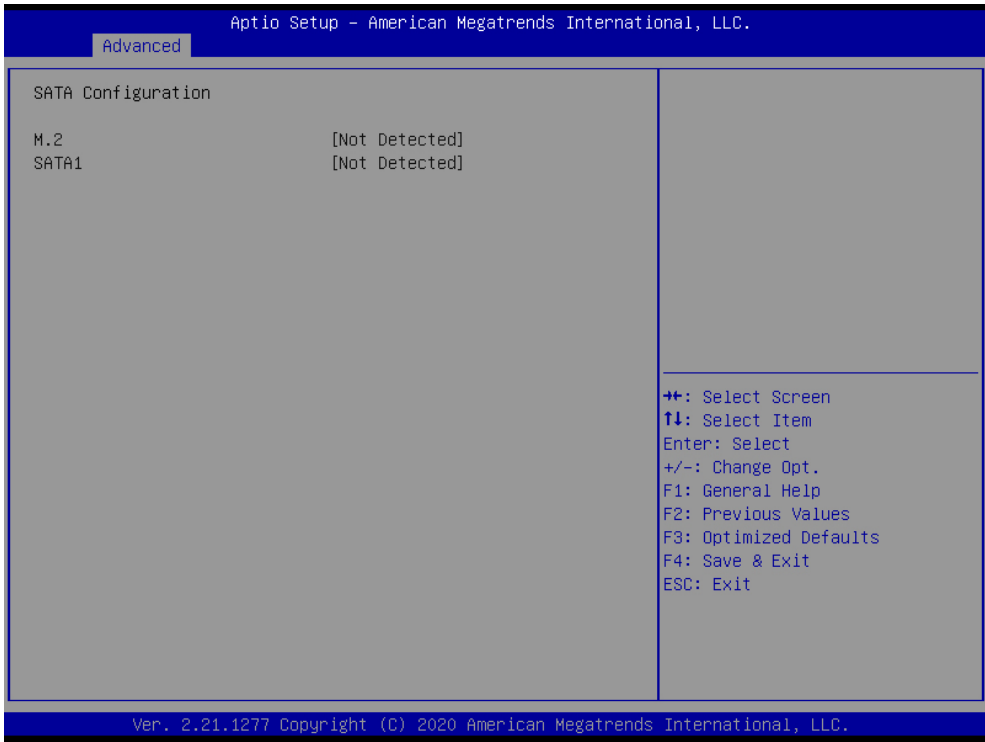 Aptio Setup – American Megatrends International, LLC.
Advanced
SATA Configuration
M.2 [Not Detected]
SATA1 [Not Detected]
→←: Select Screen
↑↓: Select Item
Enter: Select
+/-: Change Opt.
F1: General Help
F2: Previous Values
F3: Optimized Defaults
F4: Save & Exit
ESC: Exit
Ver. 2.21.1277 Copyright (C) 2020 American Megatrends International, LLC.